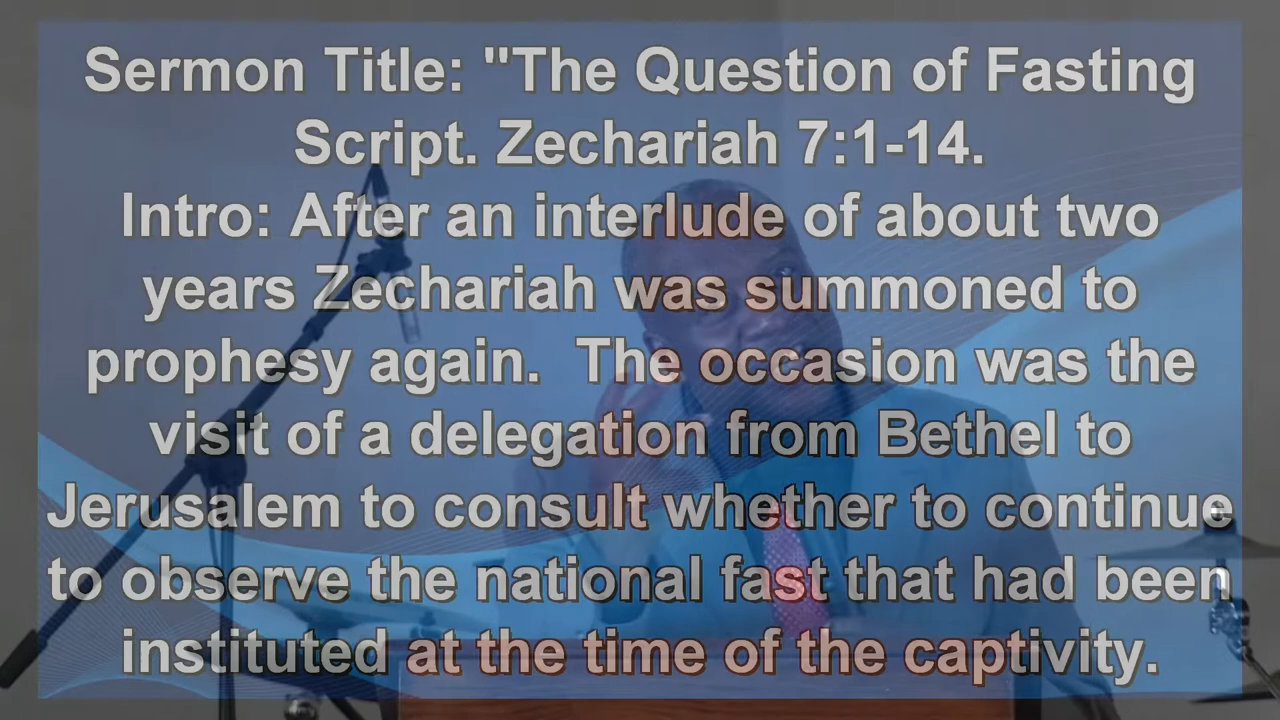 Sermon Title: "The Question of Fasting
Script. Zechariah 7:1-14.
Intro: After an interlude of about two
years Zechariah was summoned to
prophesy again.  The occasion was the
visit of a delegation from Bethel to
Jerusalem to consult whether to continue
to observe the national fast that had been
instituted at the time of the captivity.